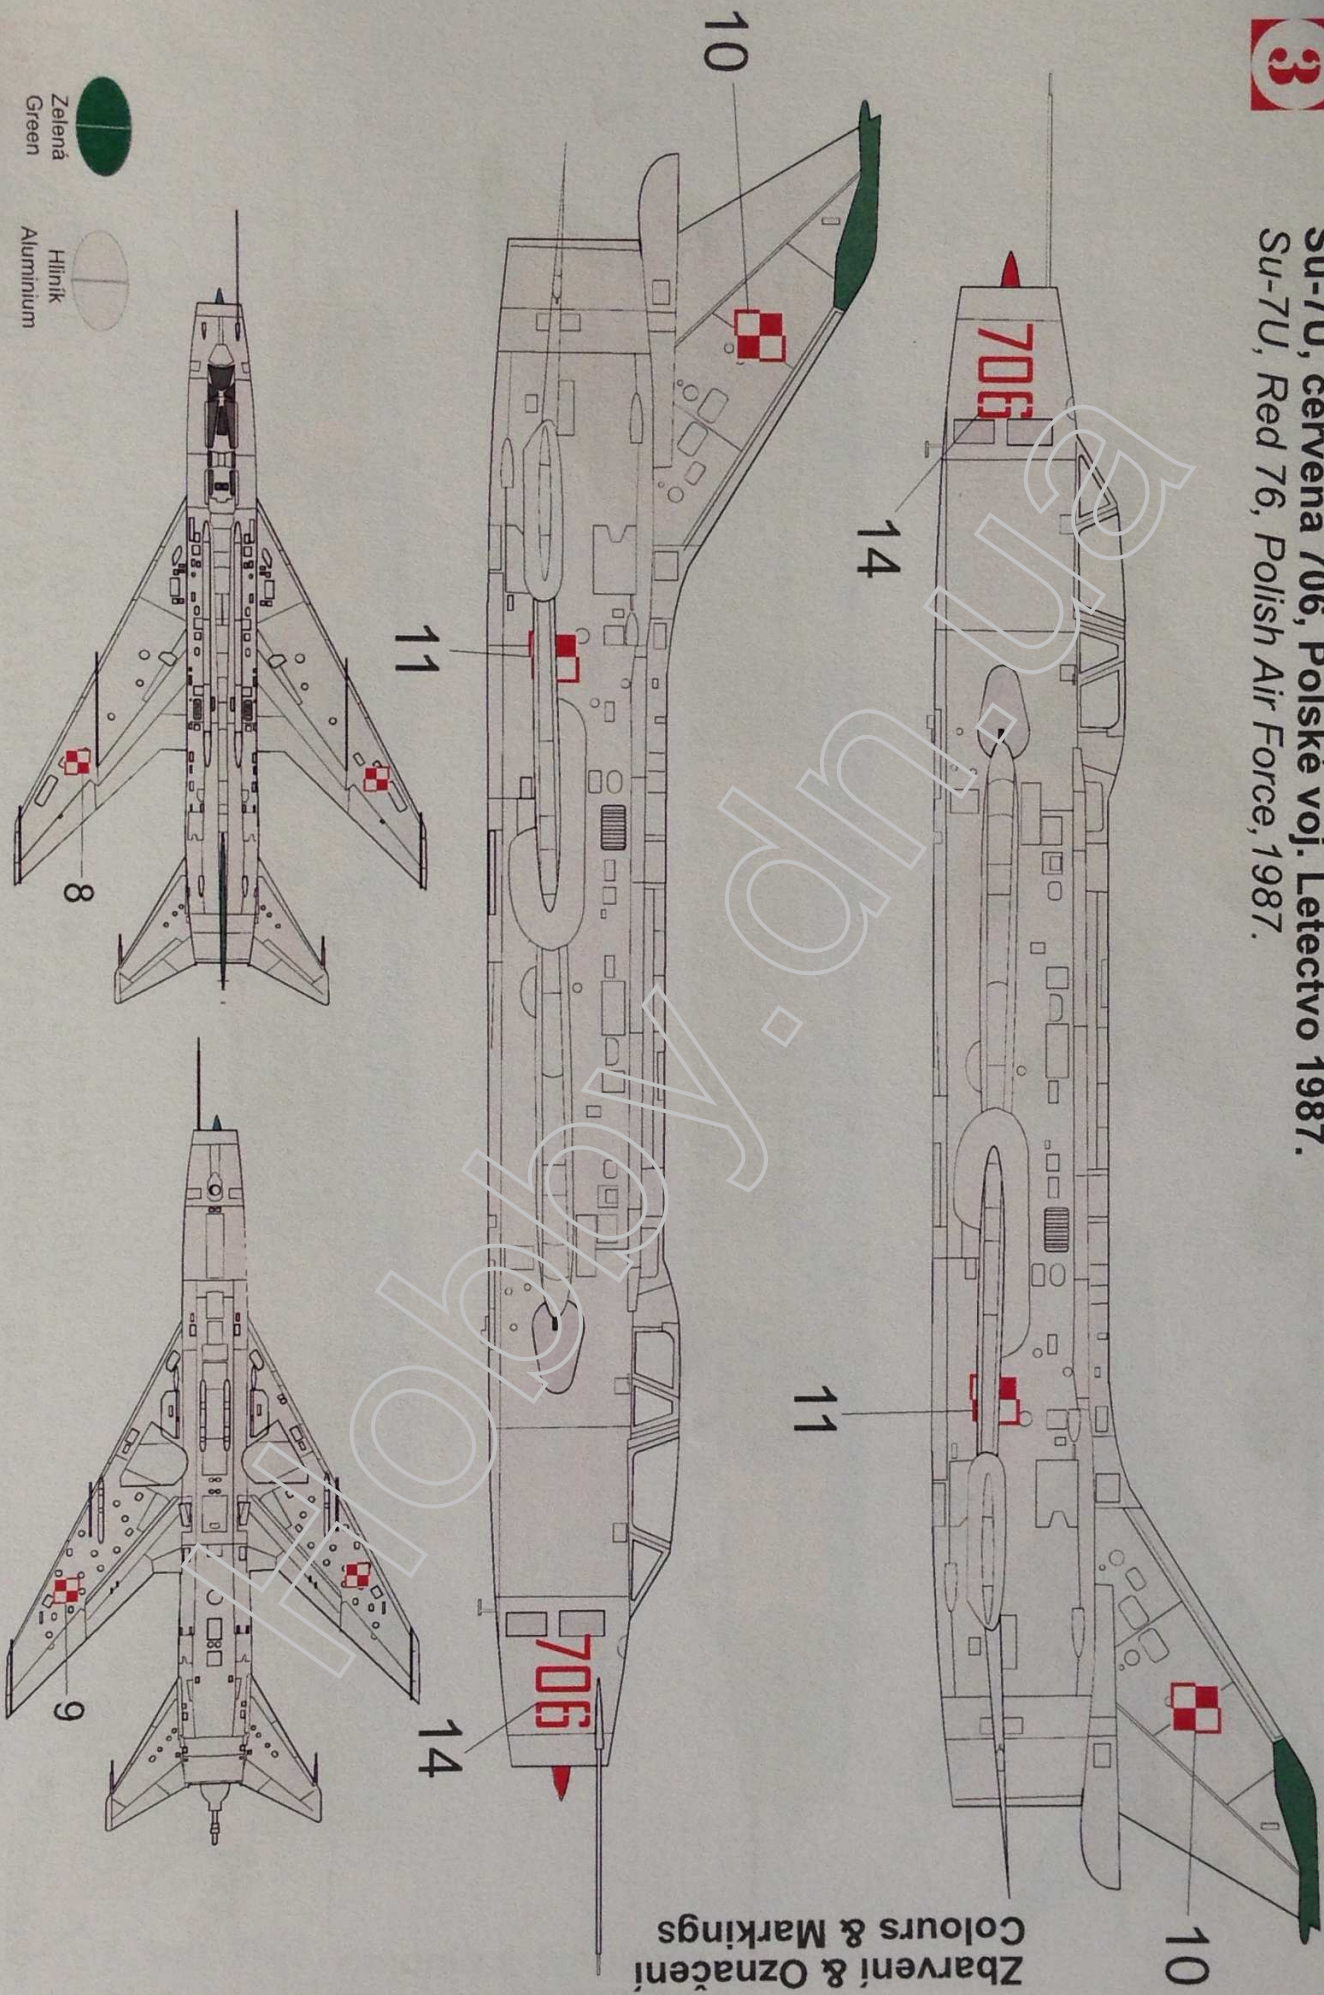 3
Su-7U, červená 706, Polské voj. Letectvo 1987.
Su-7U, Red 76, Polish Air Force, 1987.
706
14
11
10
10
11
706
14
8
9
Zelená
Green
Hliník
Aluminium
Zbarvení & Označení
Colours & Markings
Hobby.dn.ua